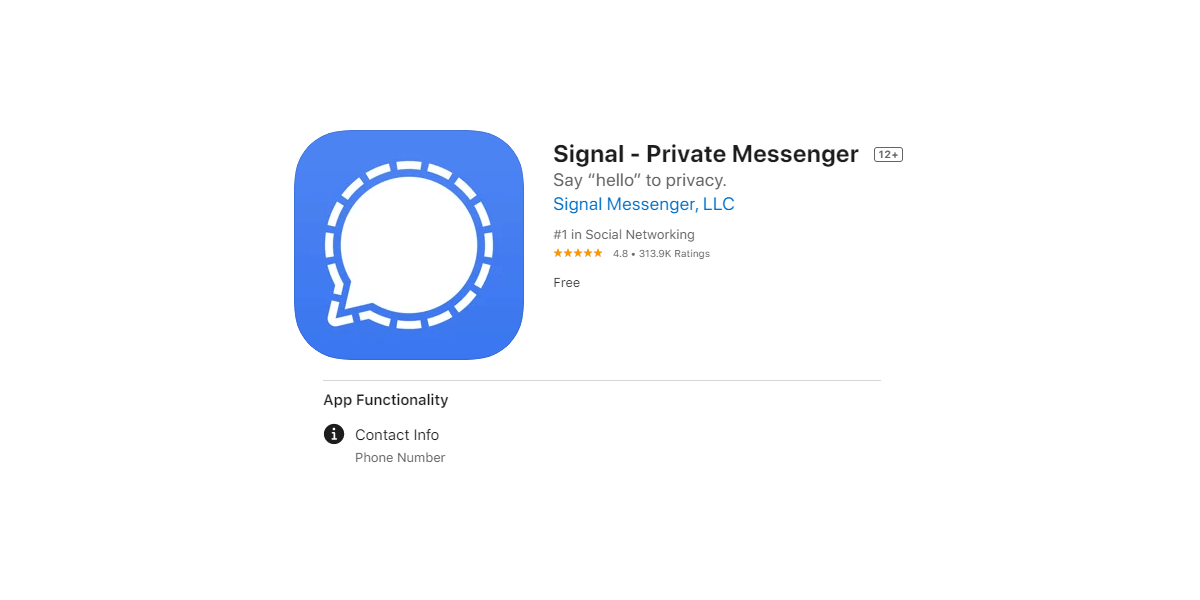 Signal - Private Messenger 12+
Say “hello” to privacy.
Signal Messenger, LLC
#1 in Social Networking
★★★★★ 4.8 • 313.9K Ratings
Free
App Functionality
Contact Info
Phone Number